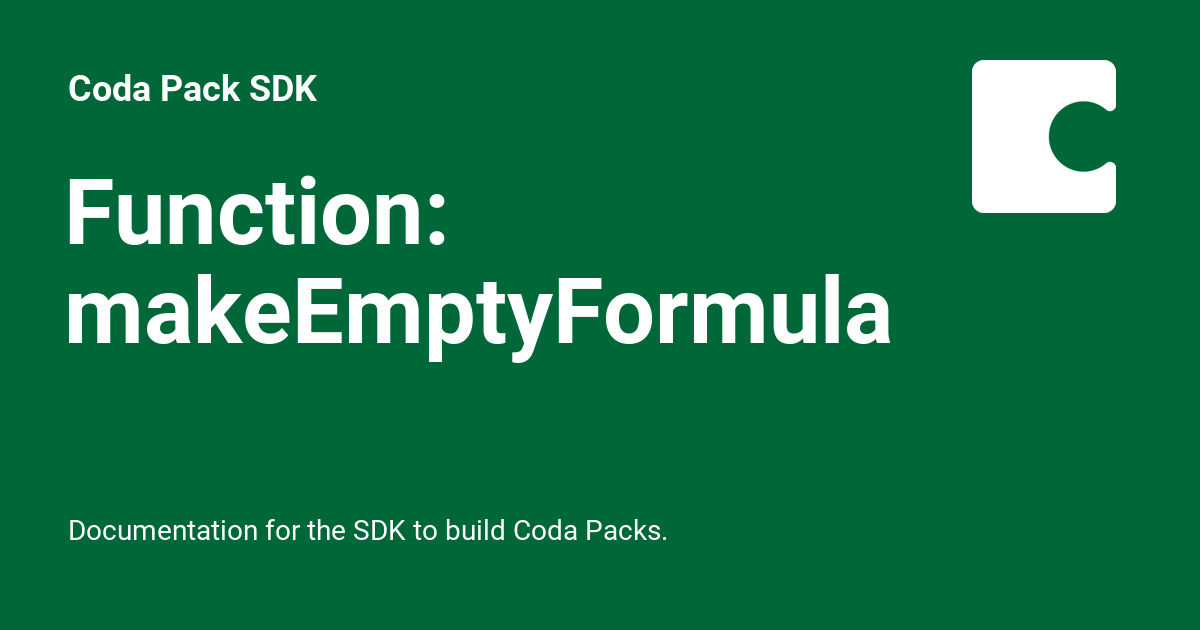 Coda Pack SDK
Function:
makeEmptyFormula
Documentation for the SDK to build Coda Packs.